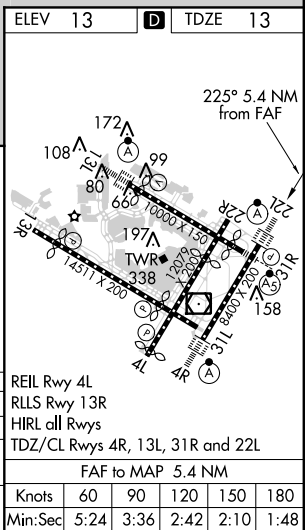 ELEV 13 D TDZE 13
225° 5.4 NM
from FAF
172
A
108
13L
99
80
660
P
10000 X 150
22R
A
22L
13R
197
TWR
338
12079 X 200
P
31R
A5
158
14511 X 200
8400 X 200
P
P
4L
4R
31L
A
REIL Rwy 4L
RLLS Rwy 13R
HIRL all Rwys
TDZ/CL Rwys 4R, 13L, 31R and 22L
FAF to MAP 5.4 NM
Knots 60 90 120 150 180
Min:Sec 5:24 3:36 2:42 2:10 1:48